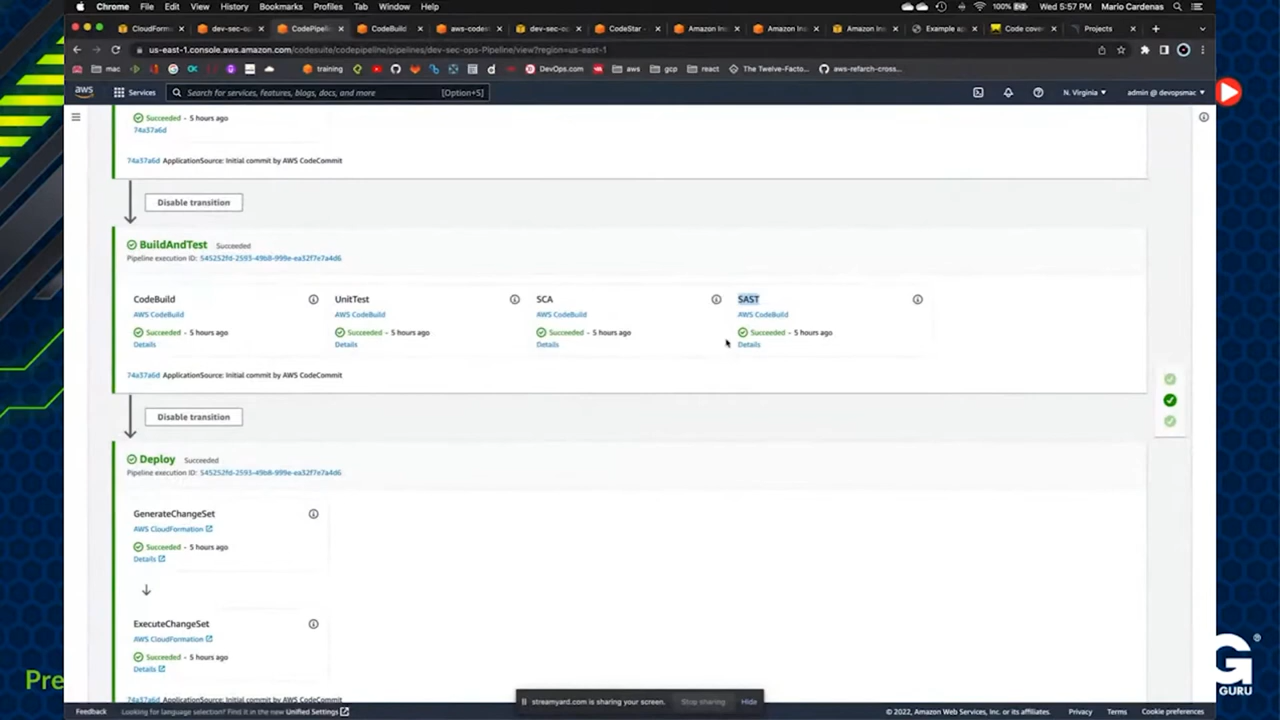 Chrome File Edit View History Bookmarks Profiles Tab Window Help 100% Wed 5:57 PM Mario Cardenas
CloudForm dev-sec-op CodePipelin CodeBuild aws-codes dev-sec-o CodeStar Amazon In Amazon In Amazon In Example ap Code cover Projects
us-east-1.console.aws.amazon.com/codesuite/codepipeline/pipelines/dev-sec-ops-Pipeline/view?region=us-east-1
mac training DevOps.com aws gcp react The Twelve-Facto... aws-refarch-cross...
aws Services Search for services, features, blogs, docs, and more [Option+S] N. Virginia admin @ devopsmac
Succeeded - 5 hours ago
74a37a6d
74a37a6d ApplicationSource: Initial commit by AWS CodeCommit
Disable transition
BuildAndTest Succeeded
Pipeline execution ID: 545252fd-2593-49b8-999e-ea32f7e7a4d6
CodeBuild UnitTest SCA SAST
AWS CodeBuild AWS CodeBuild AWS CodeBuild AWS CodeBuild
Succeeded - 5 hours ago Succeeded - 5 hours ago Succeeded - 5 hours ago Succeeded - 5 hours ago
Details Details Details Details
74a37a6d ApplicationSource: Initial commit by AWS CodeCommit
Disable transition
Deploy Succeeded
Pipeline execution ID: 545252fd-2593-49b8-999e-ea32f7e7a4d6
GenerateChangeSet
AWS CloudFormation
Succeeded - 5 hours ago
Details
ExecuteChangeSet
AWS CloudFormation
Succeeded - 5 hours ago
Details
Pre
G
GURU
74a37a6d ApplicationSource: Initial commit by AWS CodeCommit
streamyard.com is sharing your screen. Stop sharing Hide
Feedback Looking for language selection? Find it in the new Unified Settings © 2022, Amazon Web Services, Inc. or its affiliates. Privacy Terms Cookie preferences